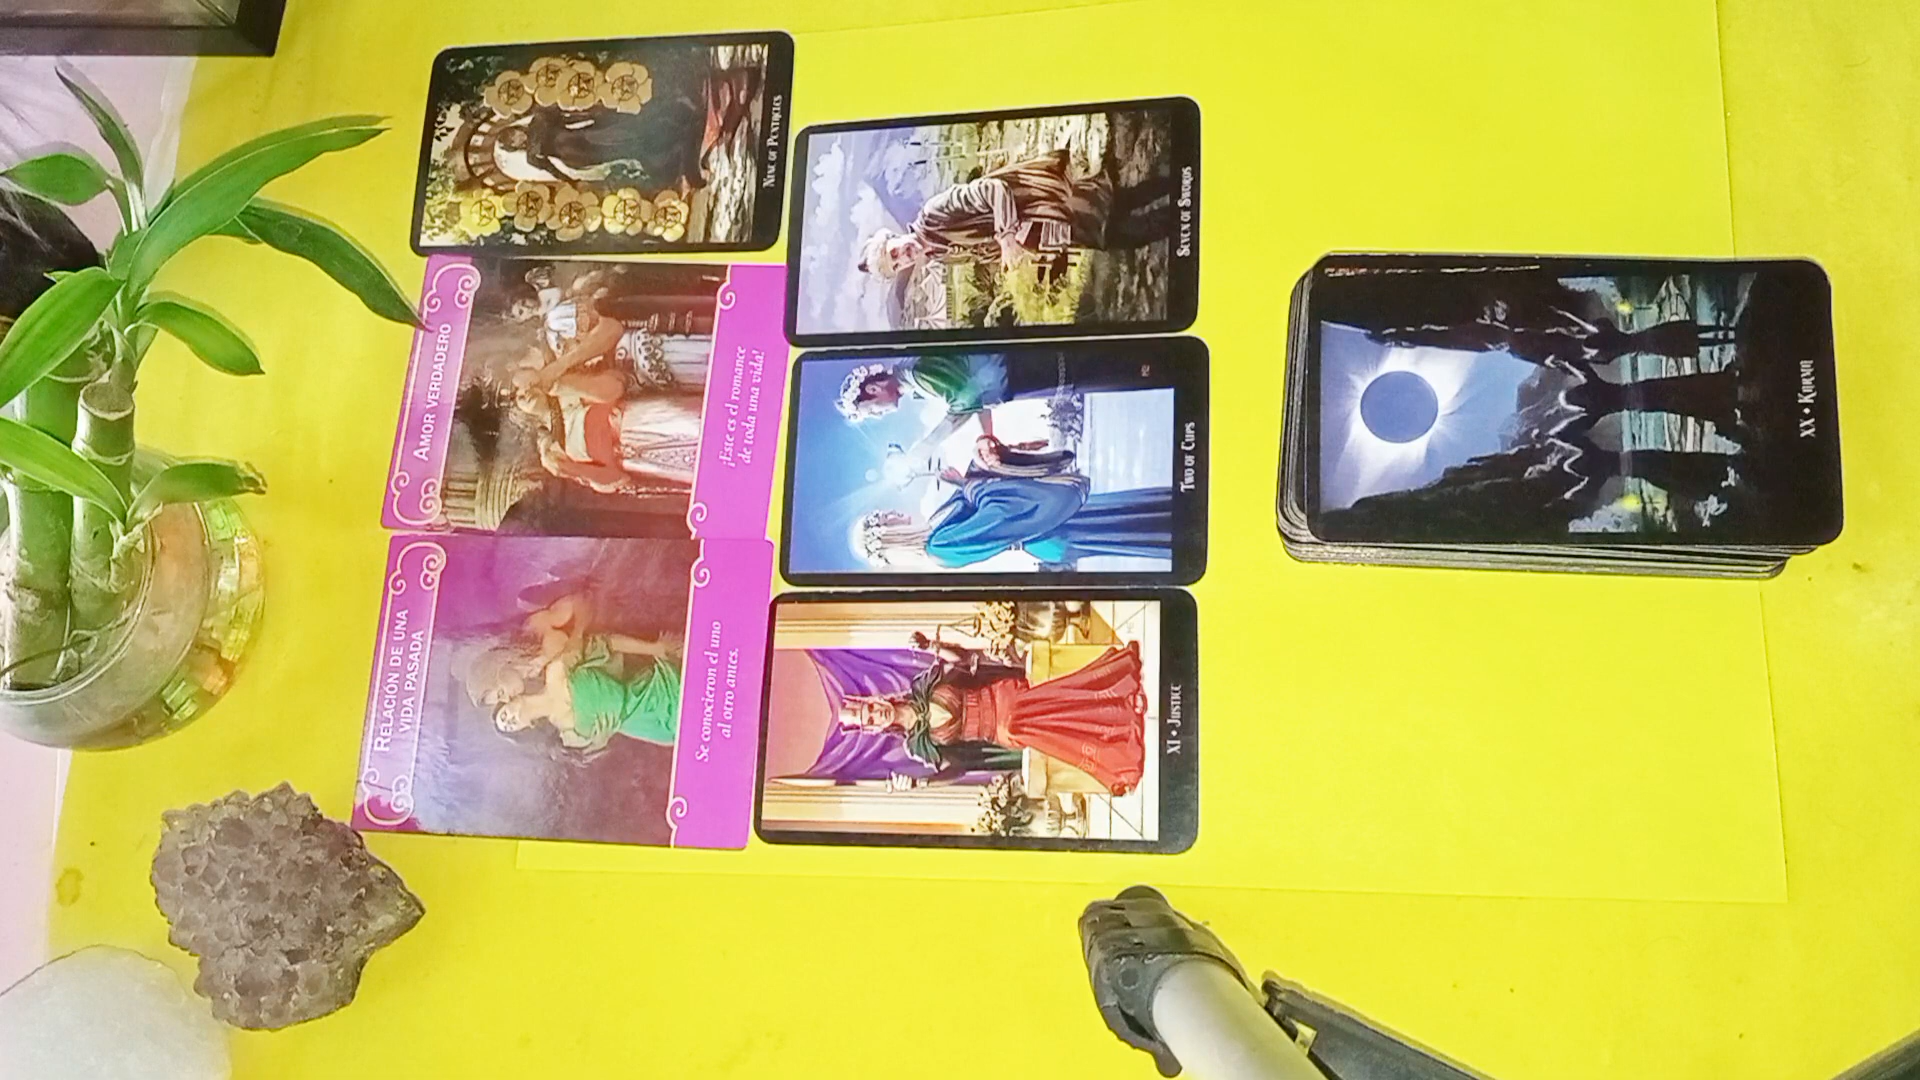 RELACIÓN DE UNA
VIDA PASADA
Se conocieron el uno
al otro antes.
AMOR VERDADERO
¡Este es el romance
de toda una vida!
NINE OF PENTACLES
XI • JUSTICE
TWO OF CUPS
SEVEN OF SWORDS
XX • KARMA